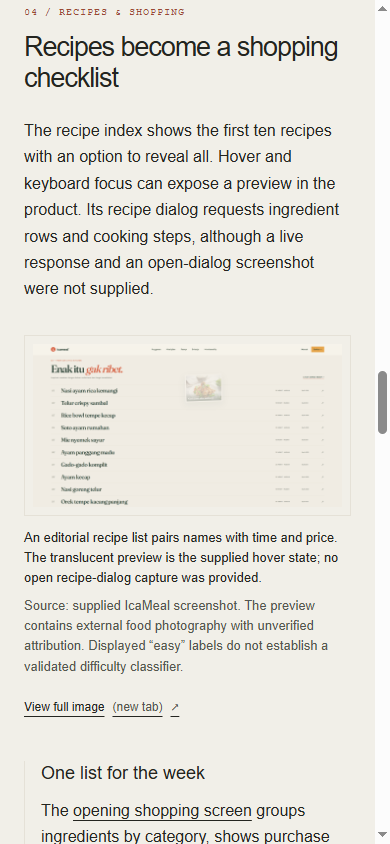 04 / RECIPES & SHOPPING
Recipes become a shopping
checklist
The recipe index shows the first ten recipes
with an option to reveal all. Hover and
keyboard focus can expose a preview in the
product. Its recipe dialog requests ingredient
rows and cooking steps, although a live
response and an open-dialog screenshot
were not supplied.
Enak itu gak ribet.
Nasi ayam rica kemangi
Telur crispy sambal
Rice bowl tempe kecap
Soto ayam rumahan
Mie nyemek sayur
Ayam panggang madu
Gado-gado komplit
Ayam kecap
Nasi goreng telur
Orek tempe kacang panjang
An editorial recipe list pairs names with time and price.
The translucent preview is the supplied hover state; no
open recipe-dialog capture was provided.
Source: supplied IcaMeal screenshot. The preview
contains external food photography with unverified
attribution. Displayed “easy” labels do not establish a
validated difficulty classifier.
View full image (new tab) ↗
One list for the week
The opening shopping screen groups
ingredients by category, shows purchase